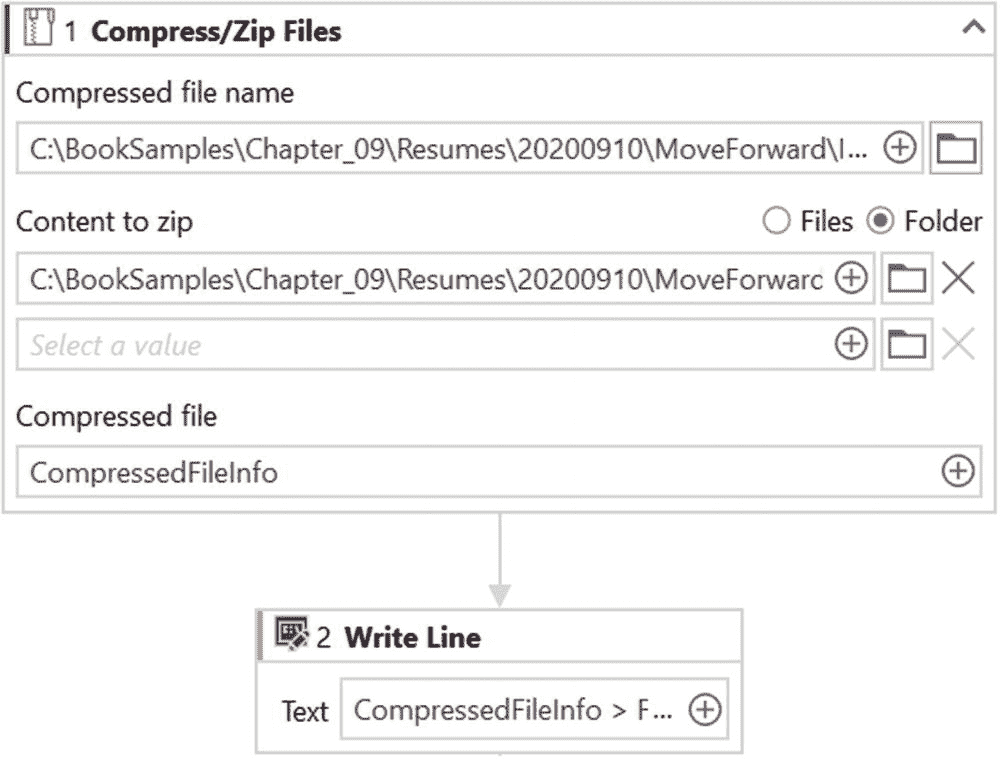 1 Compress/Zip Files
Compressed file name
C:\BookSamples\Chapter_09\Resumes\20200910\MoveForward\I...
Content to zip Files Folder
C:\BookSamples\Chapter_09\Resumes\20200910\MoveForward
Select a value
Compressed file
CompressedFileInfo
2 Write Line
Text CompressedFileInfo > F...